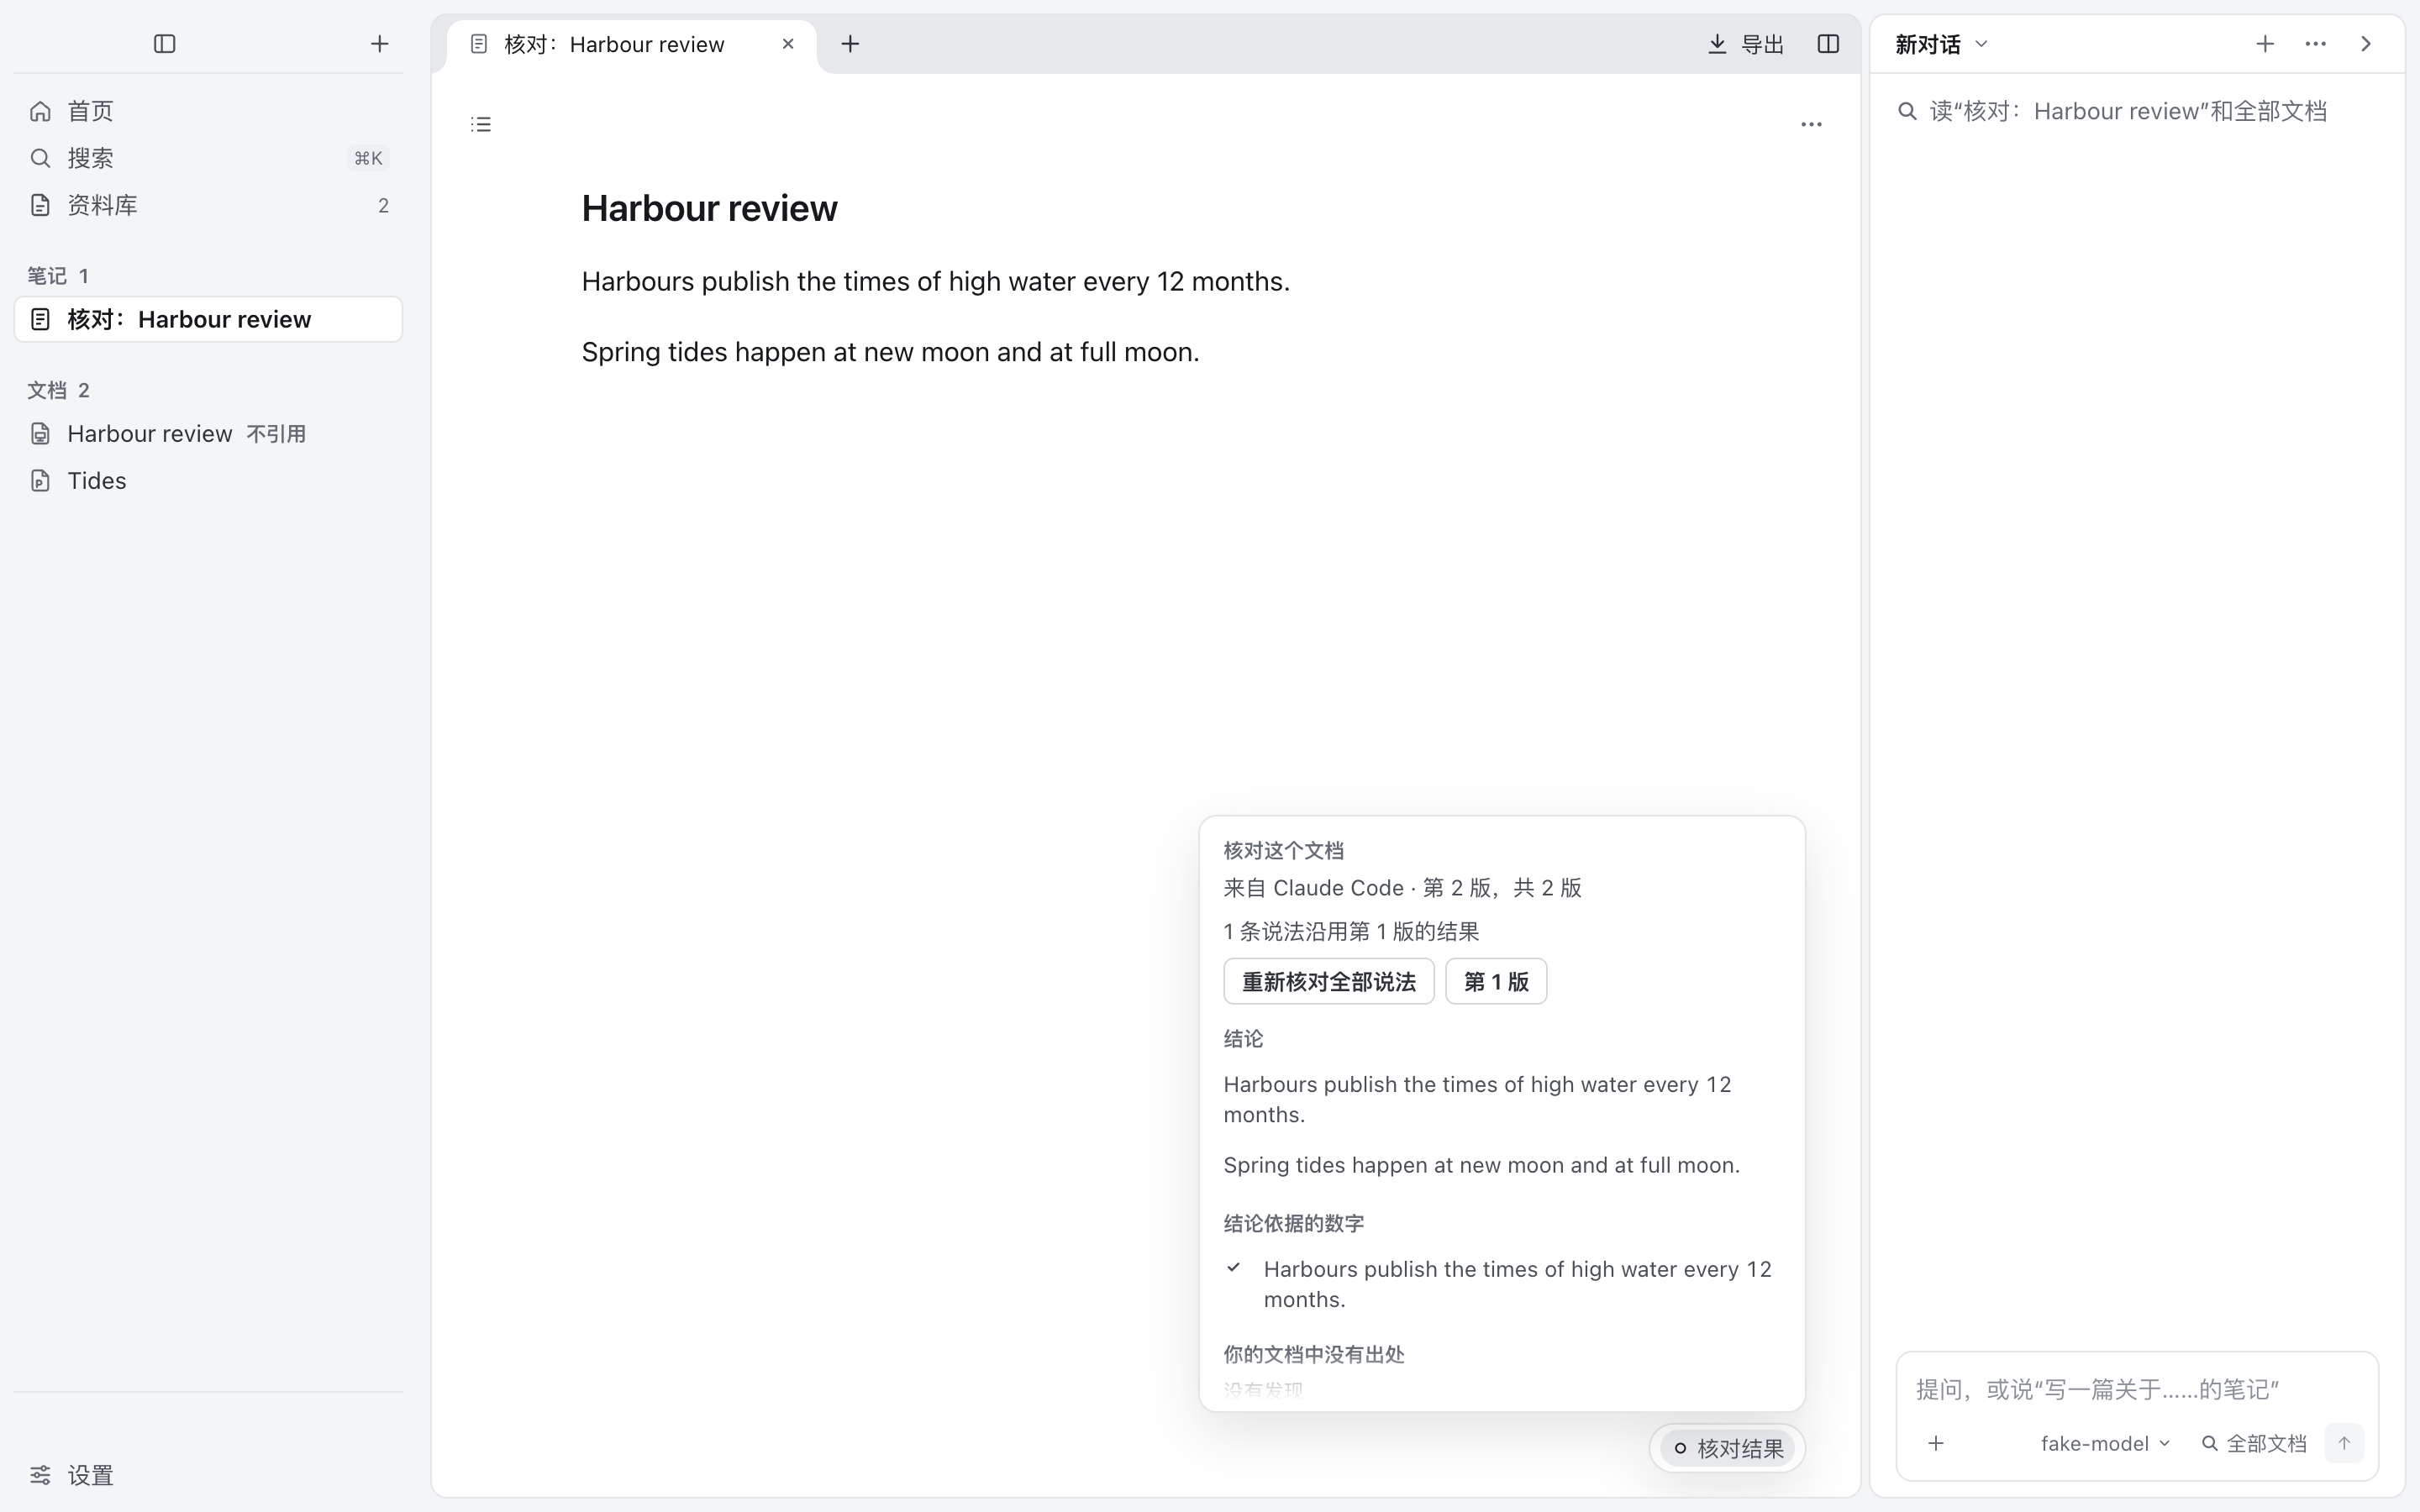 首页
搜索 ⌘K
资料库 2
笔记 1
核对：Harbour review
文档 2
Harbour review 不引用
Tides
设置
核对：Harbour review
导出
Harbour review
Harbours publish the times of high water every 12 months.
Spring tides happen at new moon and at full moon.
核对这个文档
来自 Claude Code · 第 2 版，共 2 版
1 条说法沿用第 1 版的结果
重新核对全部说法 第 1 版
结论
Harbours publish the times of high water every 12
months.
Spring tides happen at new moon and at full moon.
结论依据的数字
Harbours publish the times of high water every 12
months.
你的文档中没有出处
没有发现
核对结果
新对话
读“核对：Harbour review”和全部文档
提问，或说“写一篇关于……的笔记”
fake-model 全部文档